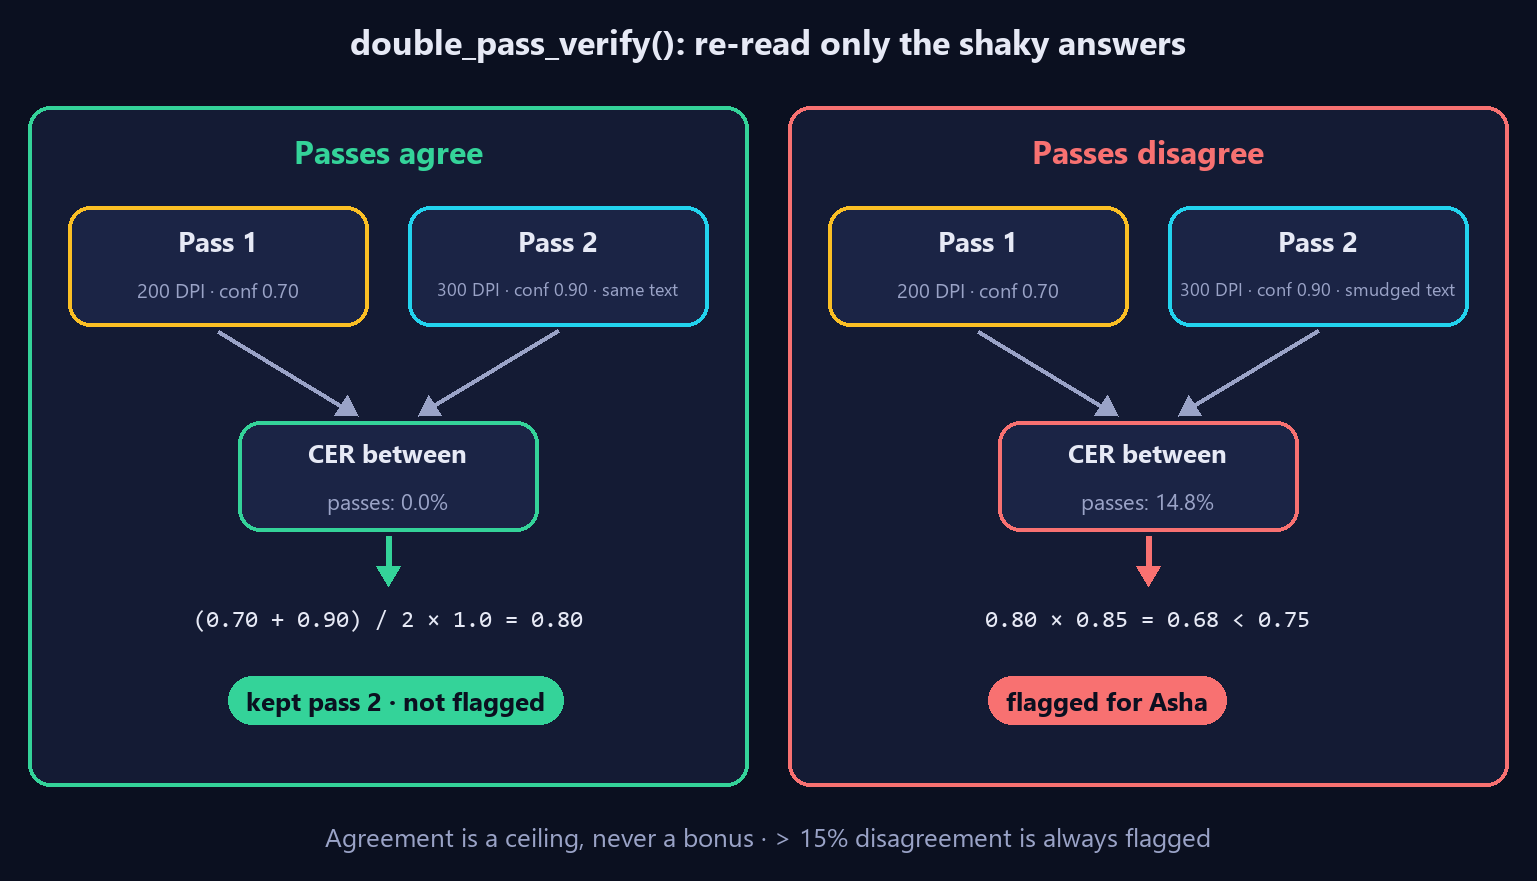 double_pass_verify(): re-read only the shaky answers
Passes agree
Pass 1
200 DPI · conf 0.70
Pass 2
300 DPI · conf 0.90 · same text
CER between
passes: 0.0%
(0.70 + 0.90) / 2 × 1.0 = 0.80
kept pass 2 · not flagged
Passes disagree
Pass 1
200 DPI · conf 0.70
Pass 2
300 DPI · conf 0.90 · smudged text
CER between
passes: 14.8%
0.80 × 0.85 = 0.68 < 0.75
flagged for Asha
Agreement is a ceiling, never a bonus · > 15% disagreement is always flagged